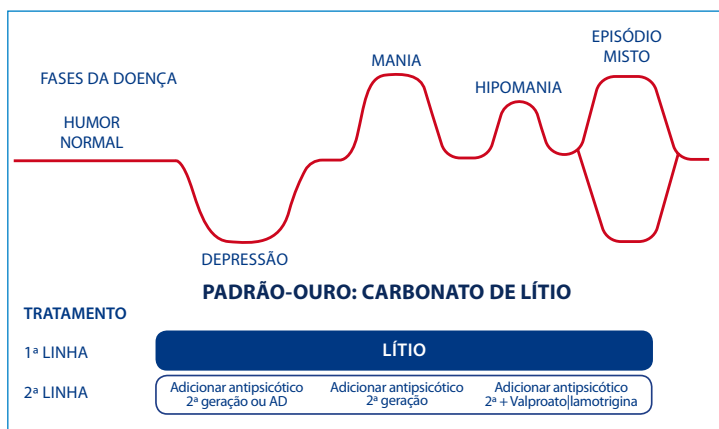 EPISÓDIO
MISTO
MANIA
FASES DA DOENÇA
HIPOMANIA
HUMOR
NORMAL
DEPRESSÃO
PADRÃO-OURO: CARBONATO DE LÍTIO
TRATAMENTO
1ª LINHA
LÍTIO
2ª LINHA
Adicionar antipsicótico
2ª geração ou AD
Adicionar antipsicótico
2ª geração
Adicionar antipsicótico
2ª + Valproato|lamotrigina